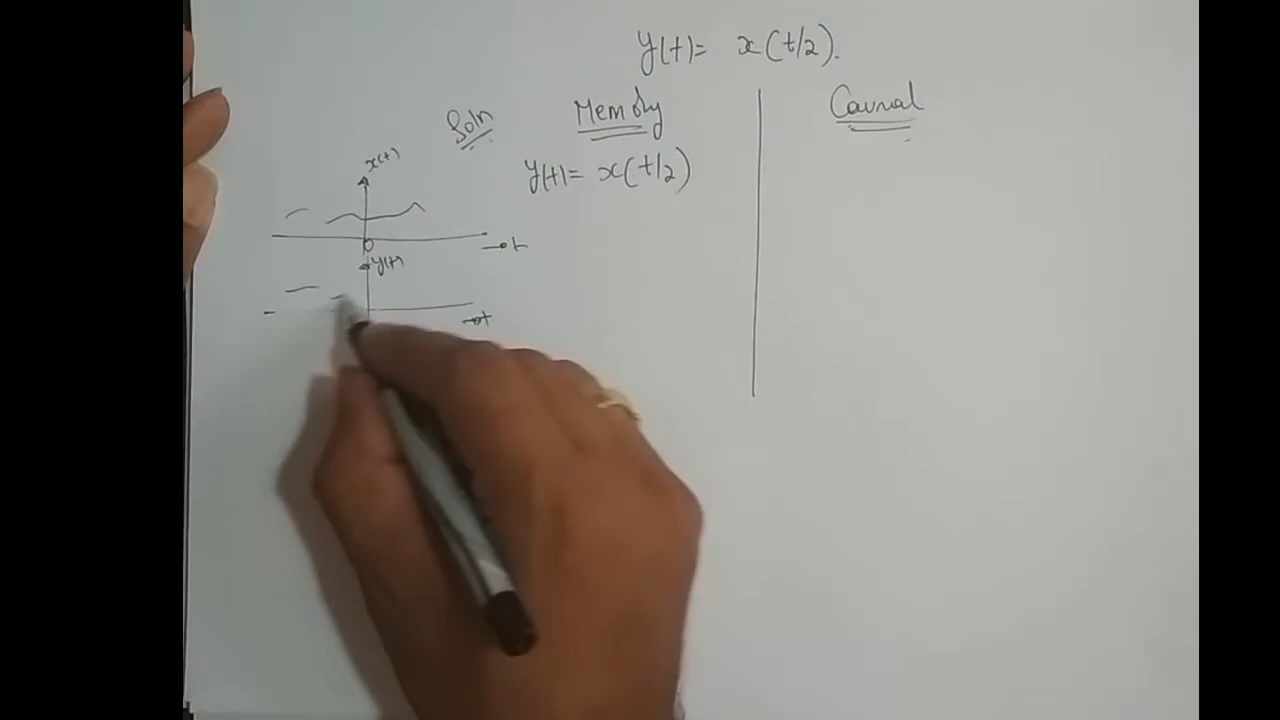 y(t)= x(t/2).
Soln Memory Causal
y(t)= x(t/2)
x(t)
0 t
y(t)
t